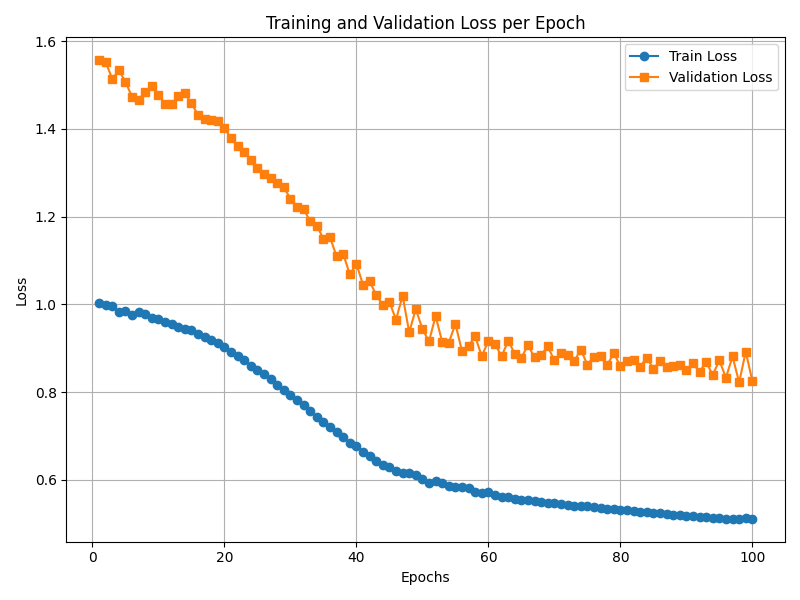 Training and Validation Loss per Epoch
Train Loss
Validation Loss
1.6
1.4
1.2
1.0
0.8
0.6
Loss
0
20
40
60
80
100
Epochs